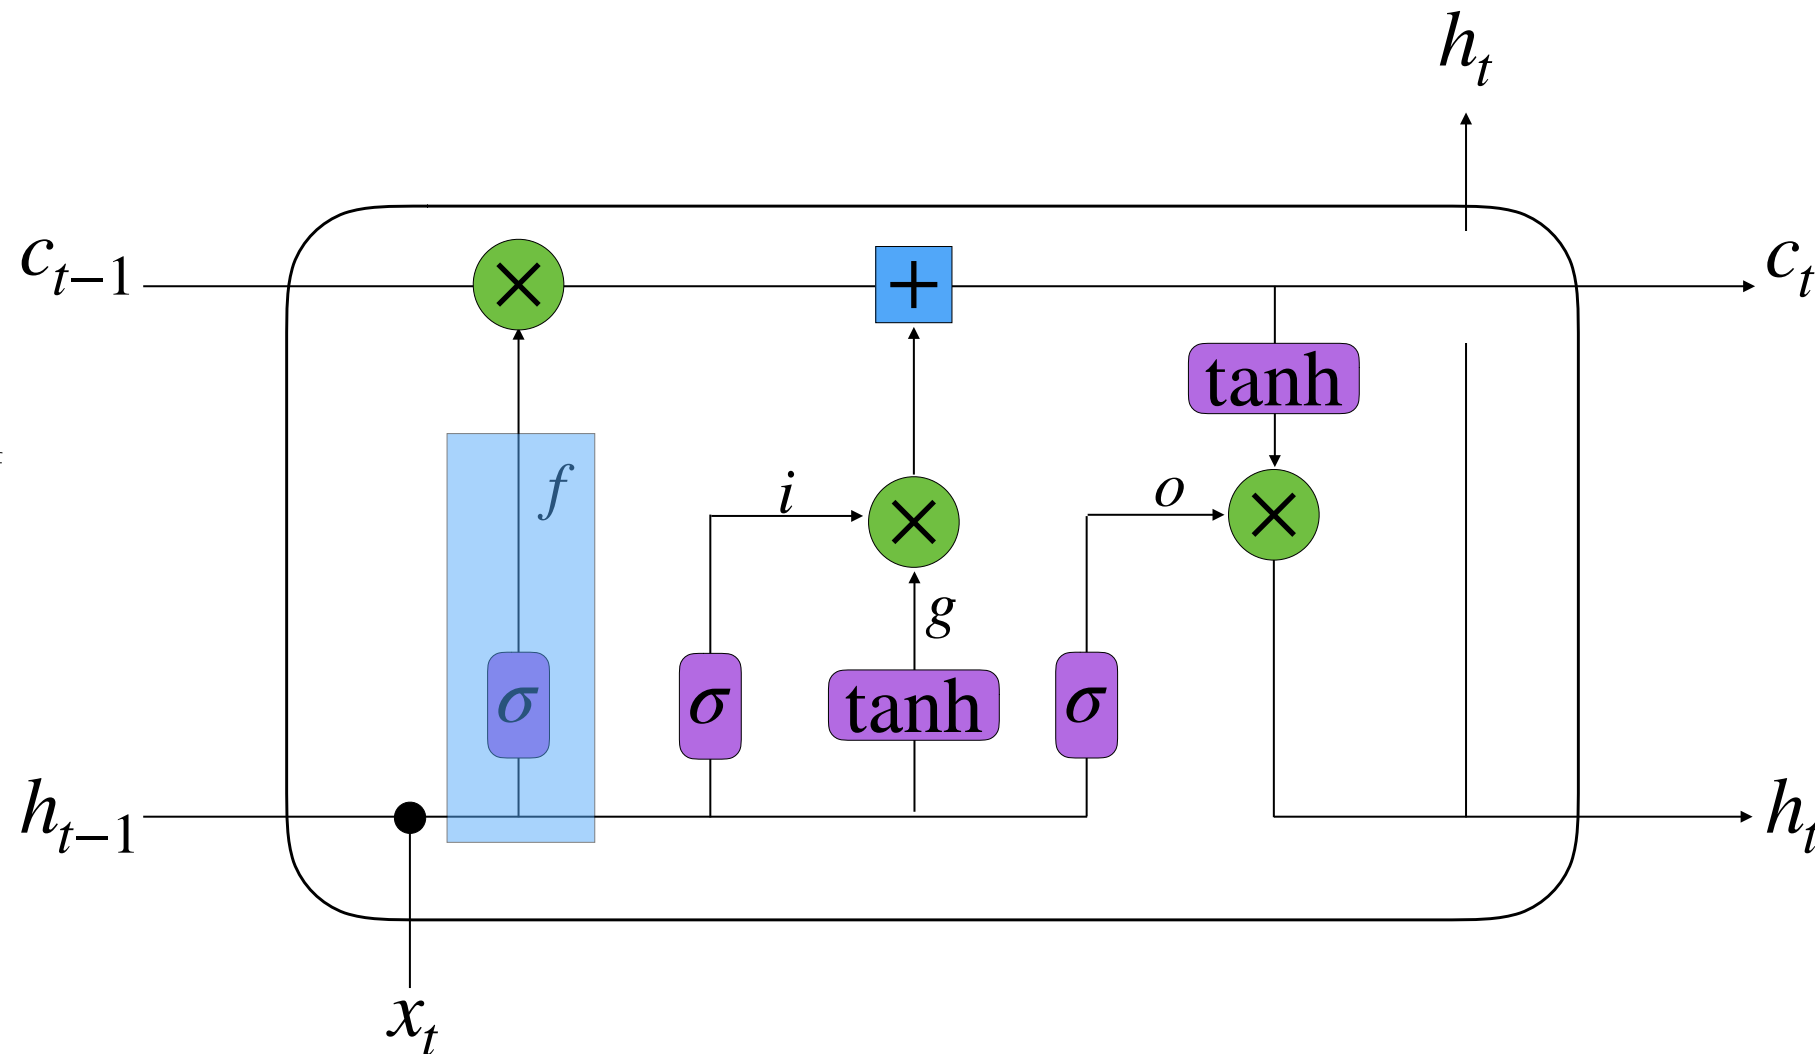 h_t
c_{t-1}
×
+
c_t
tanh
f
i
×
o
×
g
σ
σ
tanh
σ
h_{t-1}
h_t
x_t